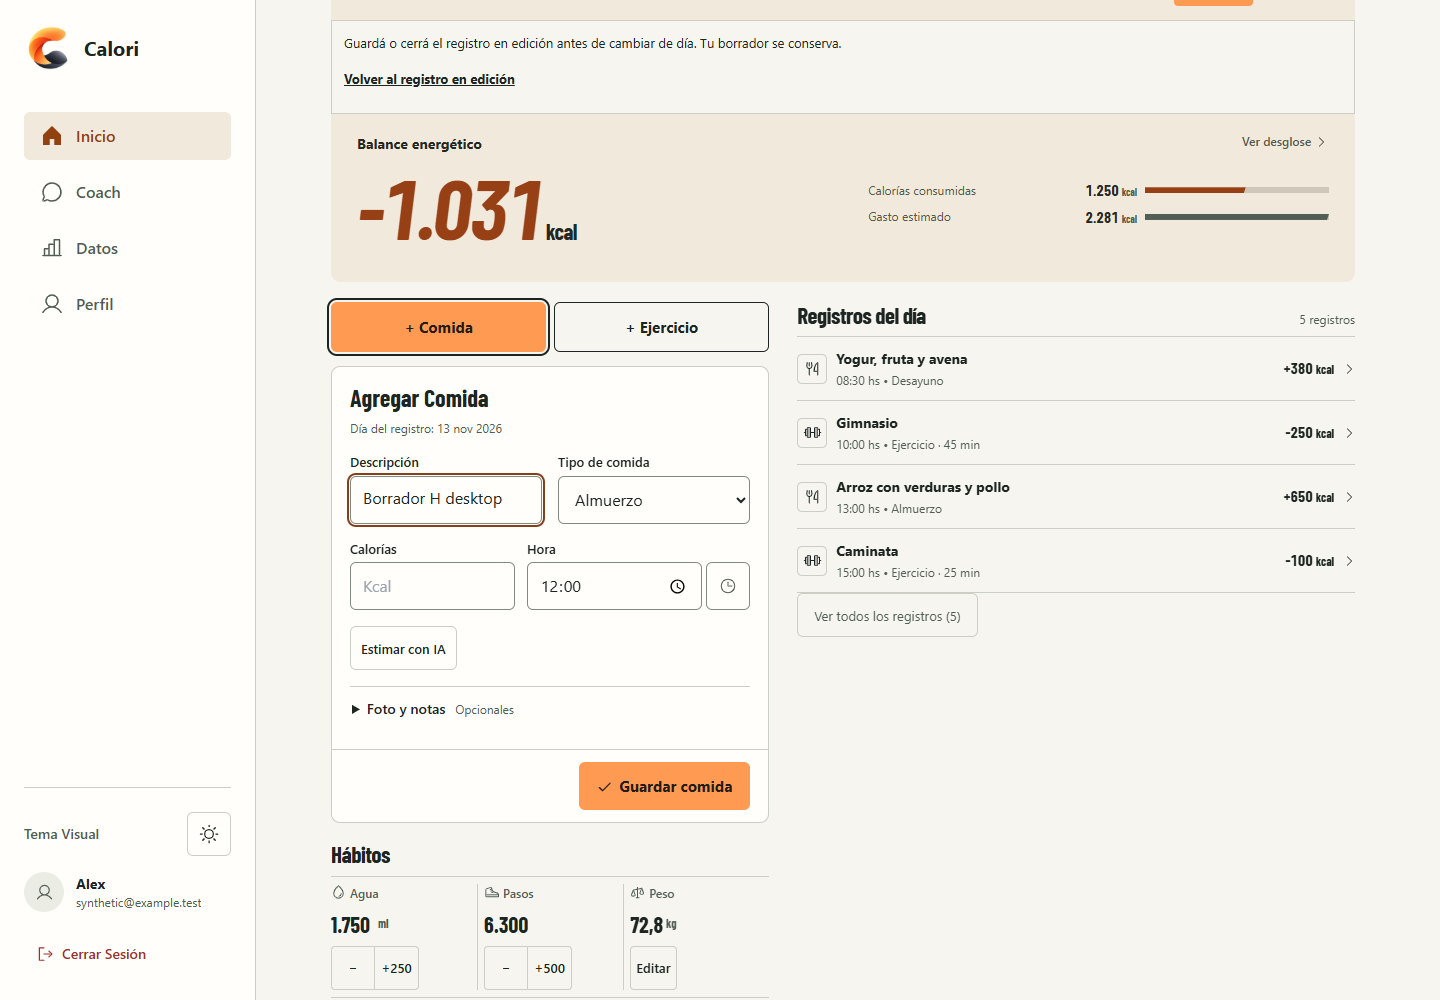 Calori
Inicio
Coach
Datos
Perfil
Tema Visual
Alex
synthetic@example.test
Cerrar Sesión
Guardá o cerrá el registro en edición antes de cambiar de día. Tu borrador se conserva.
Volver al registro en edición
Balance energético
Ver desglose
-1.031 kcal
Calorías consumidas 1.250 kcal
Gasto estimado 2.281 kcal
+ Comida
+ Ejercicio
Agregar Comida
Día del registro: 13 nov 2026
Descripción
Tipo de comida
Borrador H desktop
Almuerzo
Calorías
Hora
Kcal
12:00
Estimar con IA
Foto y notas Opcionales
Guardar comida
Hábitos
Agua
1.750 ml
− +250
Pasos
6.300
− +500
Peso
72,8 kg
Editar
Registros del día
5 registros
Yogur, fruta y avena
08:30 hs • Desayuno
+380 kcal
Gimnasio
10:00 hs • Ejercicio · 45 min
-250 kcal
Arroz con verduras y pollo
13:00 hs • Almuerzo
+650 kcal
Caminata
15:00 hs • Ejercicio · 25 min
-100 kcal
Ver todos los registros (5)